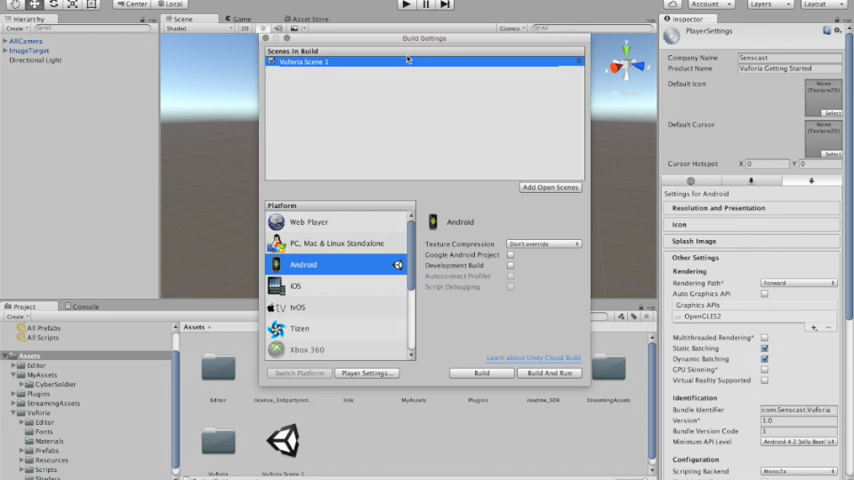 Center
Local
Account
Layers
Layout
Hierarchy
Create
All
ARCamera
ImageTarget
Directional Light
Scene
Game
Asset Store
Shaded
2D
Gizmos
All
Build Settings
Scenes In Build
Vuforia Scene 1
0
Add Open Scenes
Platform
Web Player
PC, Mac & Linux Standalone
Android
iOS
tvOS
Tizen
Xbox 360
Android
Texture Compression
Don't override
Google Android Project
Development Build
Autoconnect Profiler
Script Debugging
Learn about Unity Cloud Build
Switch Platform
Player Settings...
Build
Build And Run
Inspector
PlayerSettings
Company Name
Senscast
Product Name
Vuforia Getting Started
Default Icon
None
(Texture2D)
Select
Default Cursor
None
(Texture2D)
Select
Cursor Hotspot
X 0
Y 0
Settings for Android
Resolution and Presentation
Icon
Splash Image
Other Settings
Rendering
Rendering Path*
Forward
Auto Graphics API
Graphics APIs
OpenGLES2
Multithreaded Rendering*
Static Batching
Dynamic Batching
GPU Skinning*
Virtual Reality Supported
Identification
Bundle Identifier
com.Senscast.Vuforia
Version*
1.0
Bundle Version Code
1
Minimum API Level
Android 4.2 'Jelly Bean' (
Configuration
Scripting Backend
Mono2x
Project
Console
Create
All Prefabs
All Scripts
Assets
Editor
MyAssets
CyberSoldier
Plugins
StreamingAssets
Vuforia
Editor
Fonts
Materials
Prefabs
Resources
Scripts
Shaders
Assets
Editor
license_3rdpartynot...
link
MyAssets
Plugins
readme_SDK
StreamingAssets
Vuforia
Vuforia Scene 1